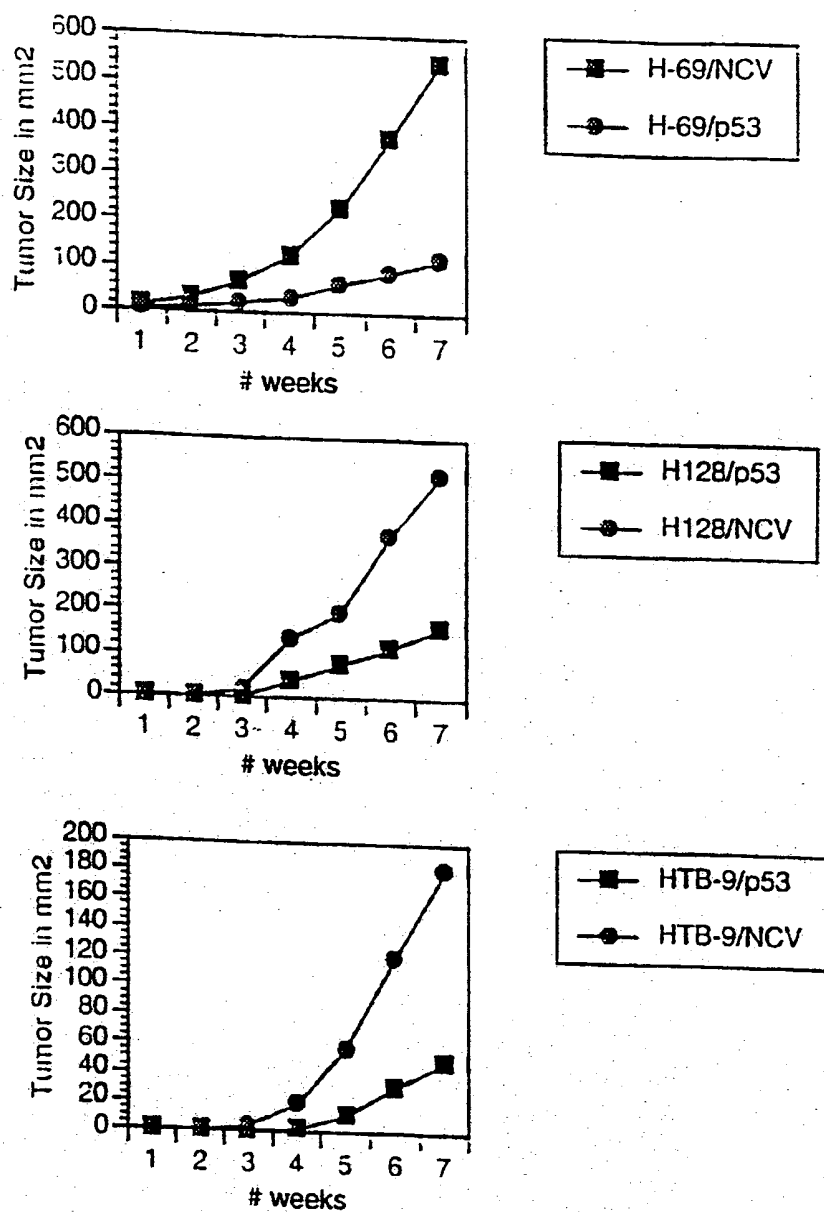 600
500
400
300
200
100
0
Tumor Size in mm2
1 2 3 4 5 6 7
# weeks
H-69/NCV
H-69/p53
600
500
400
300
200
100
0
Tumor Size in mm2
1 2 3 4 5 6 7
# weeks
H128/p53
H128/NCV
200
180
160
140
120
100
80
60
40
20
0
Tumor Size in mm2
1 2 3 4 5 6 7
# weeks
HTB-9/p53
HTB-9/NCV